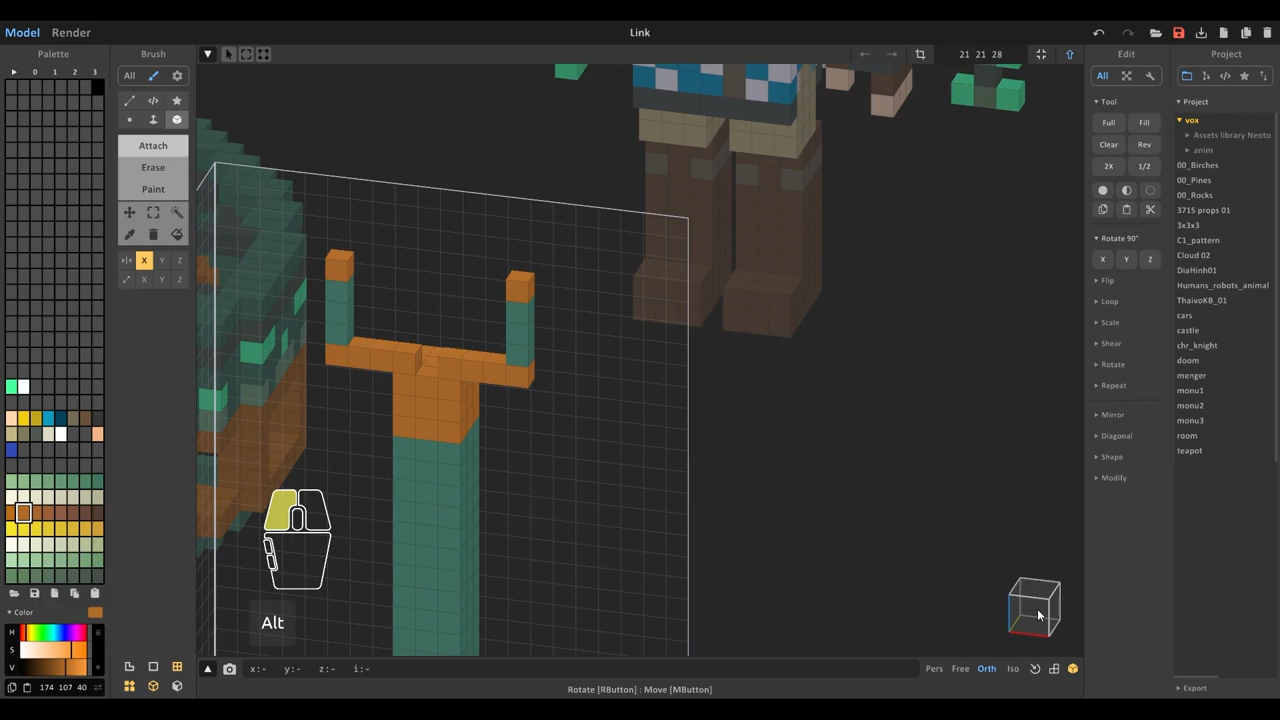 Model Render Link
Palette Brush 21 21 28 Edit Project
0 1 2 3 All All
Tool Project
Full Fill vox
Attach Clear Rev Assets library Neoto
Erase 2X 1/2 anim
Paint 00_Birches
00_Pines
00_Rocks
3715 props 01
3x3x3
Rotate 90° C1_pattern
X Y Z X Y Z Cloud 02
X Y Z Flip DiaHinh01
Humans_robots_animal
Loop ThaivoKB_01
Scale cars
castle
Shear chr_knight
Rotate doom
Repeat menger
monu1
Mirror monu2
Diagonal monu3
room
Shape teapot
Modify
Color
Alt
H
S
V
174 107 40
x:- y:- z:- i:- Pers Free Orth Iso
Rotate [RButton] : Move [MButton] Export